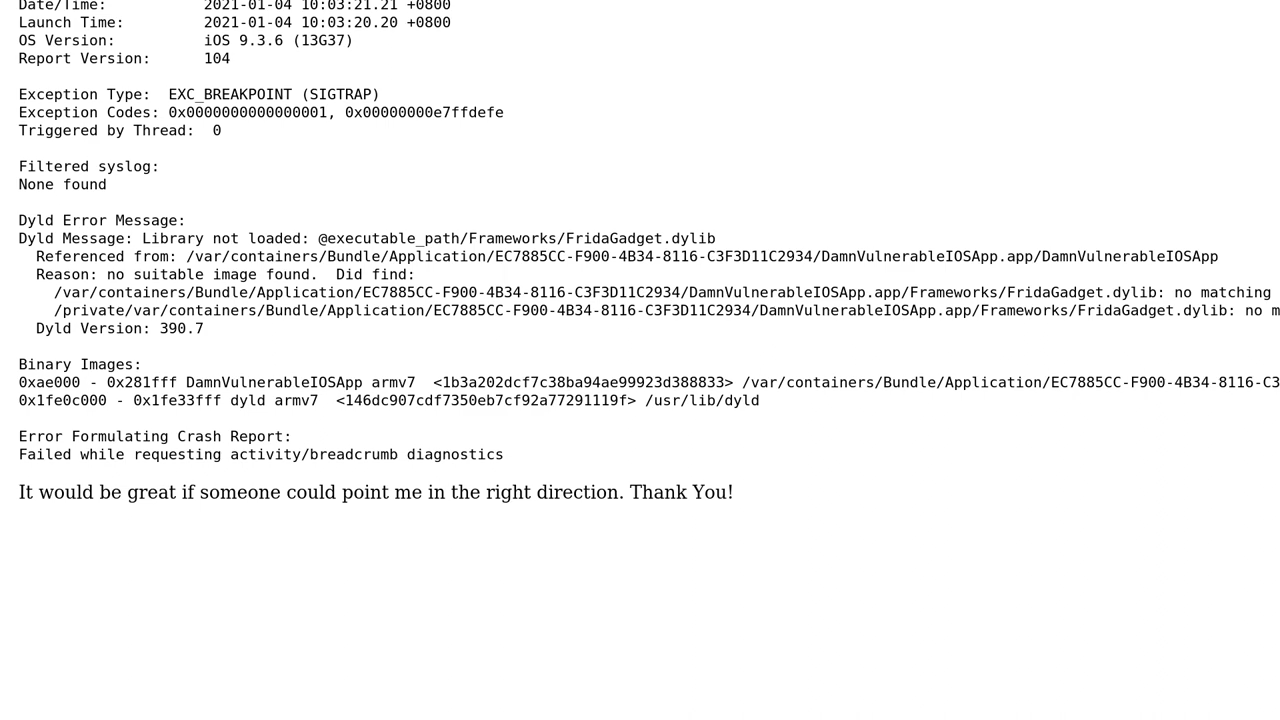 Date/Time:           2021-01-04 10:03:21.21 +0800
Launch Time:         2021-01-04 10:03:20.20 +0800
OS Version:          iOS 9.3.6 (13G37)
Report Version:      104
Exception Type:  EXC_BREAKPOINT (SIGTRAP)
Exception Codes: 0x0000000000000001, 0x00000000e7ffdefe
Triggered by Thread:  0
Filtered syslog:
None found
Dyld Error Message:
Dyld Message: Library not loaded: @executable_path/Frameworks/FridaGadget.dylib
  Referenced from: /var/containers/Bundle/Application/EC7885CC-F900-4B34-8116-C3F3D11C2934/DamnVulnerableIOSApp.app/DamnVulnerableIOSApp
  Reason: no suitable image found.  Did find:
    /var/containers/Bundle/Application/EC7885CC-F900-4B34-8116-C3F3D11C2934/DamnVulnerableIOSApp.app/Frameworks/FridaGadget.dylib: no matching
    /private/var/containers/Bundle/Application/EC7885CC-F900-4B34-8116-C3F3D11C2934/DamnVulnerableIOSApp.app/Frameworks/FridaGadget.dylib: no m
  Dyld Version: 390.7
Binary Images:
0xae000 - 0x281fff DamnVulnerableIOSApp armv7  <1b3a202dcf7c38ba94ae99923d388833> /var/containers/Bundle/Application/EC7885CC-F900-4B34-8116-C3
0x1fe0c000 - 0x1fe33fff dyld armv7  <146dc907cdf7350eb7cf92a77291119f> /usr/lib/dyld
Error Formulating Crash Report:
Failed while requesting activity/breadcrumb diagnostics
It would be great if someone could point me in the right direction. Thank You!